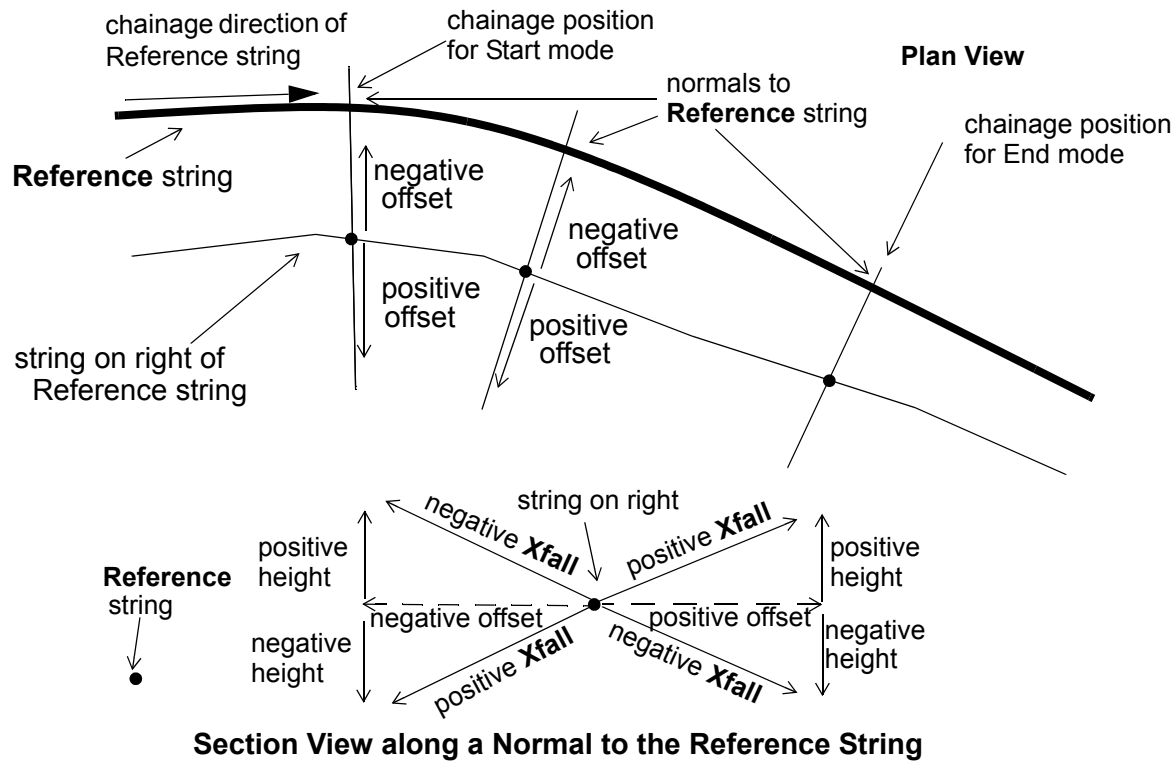 chainage direction of
Reference string
chainage position
for Start mode
Plan View
normals to
Reference string
chainage position
for End mode
Reference string
negative
offset
negative
offset
positive
offset
positive
offset
string on right of
Reference string
string on right
negative Xfall
positive Xfall
positive
height
positive
height
Reference
string
negative offset
positive offset
negative
height
negative
height
positive Xfall
negative Xfall
Section View along a Normal to the Reference String